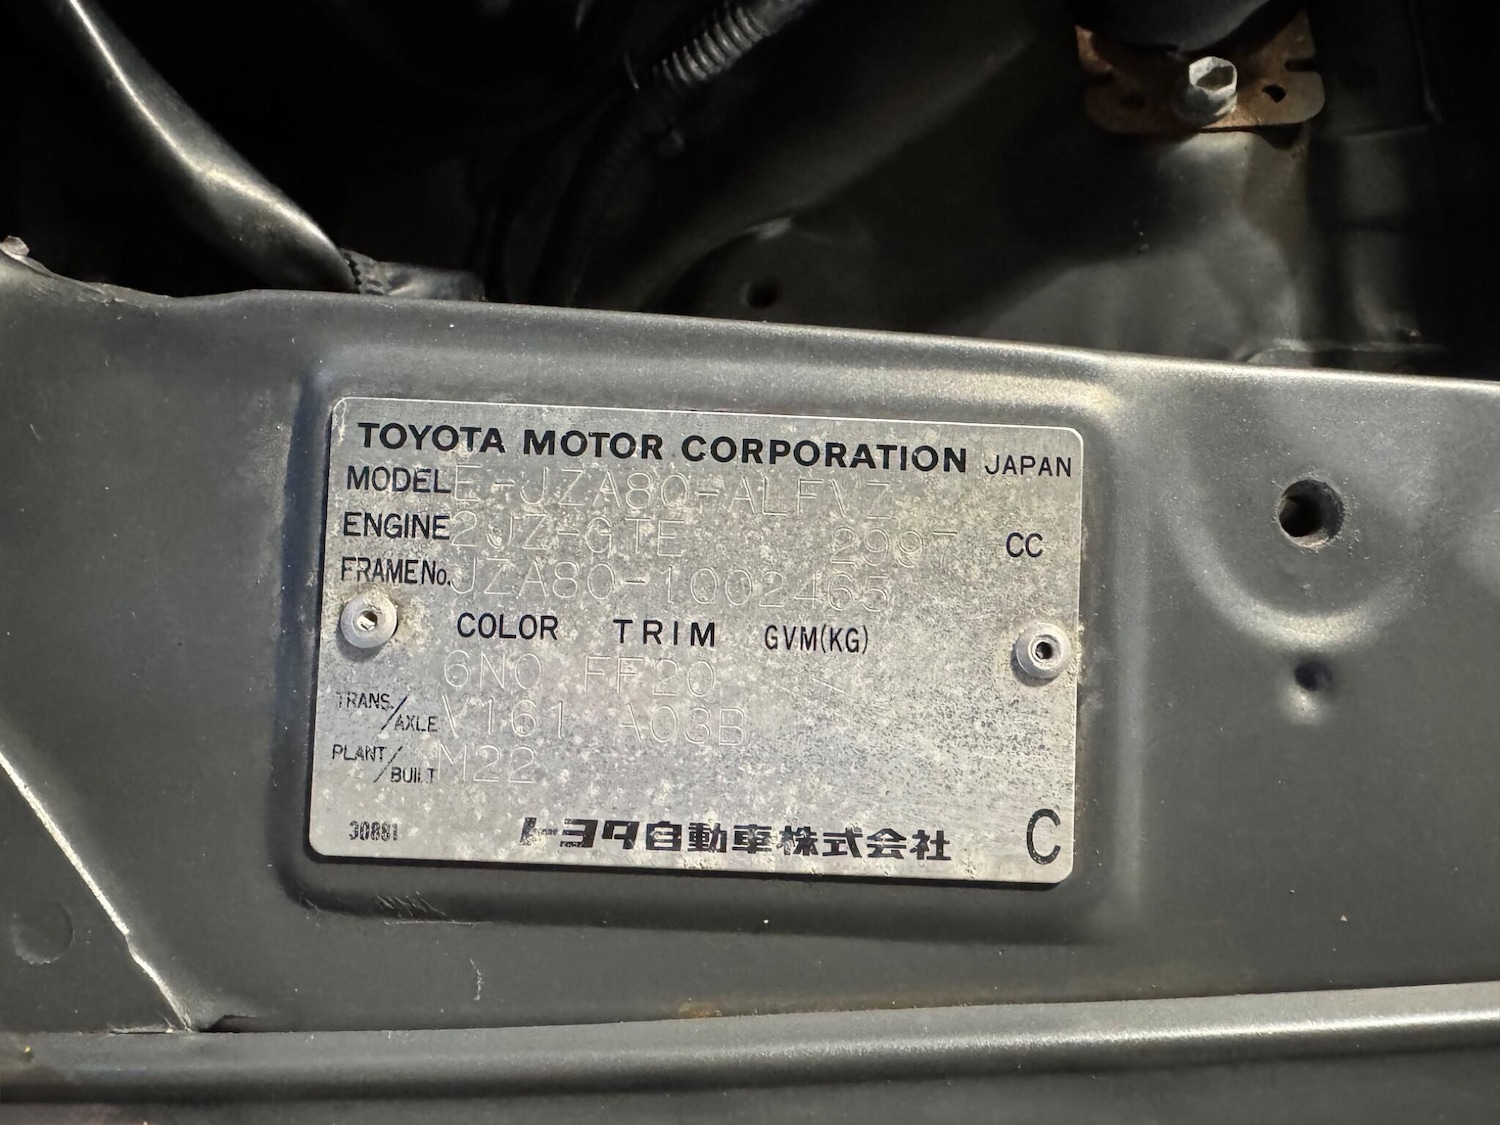 TOYOTA MOTOR CORPORATION JAPAN
MODEL E-JZA80-ALFVZ
ENGINE 2JZ-GTE 2997 CC
FRAME No. JZA80-1002465
COLOR TRIM GVM(KG)
6N0 FF20
TRANS./AXLE V161 A03B
PLANT/BUILT M22
30881 トヨタ自動車株式会社 C